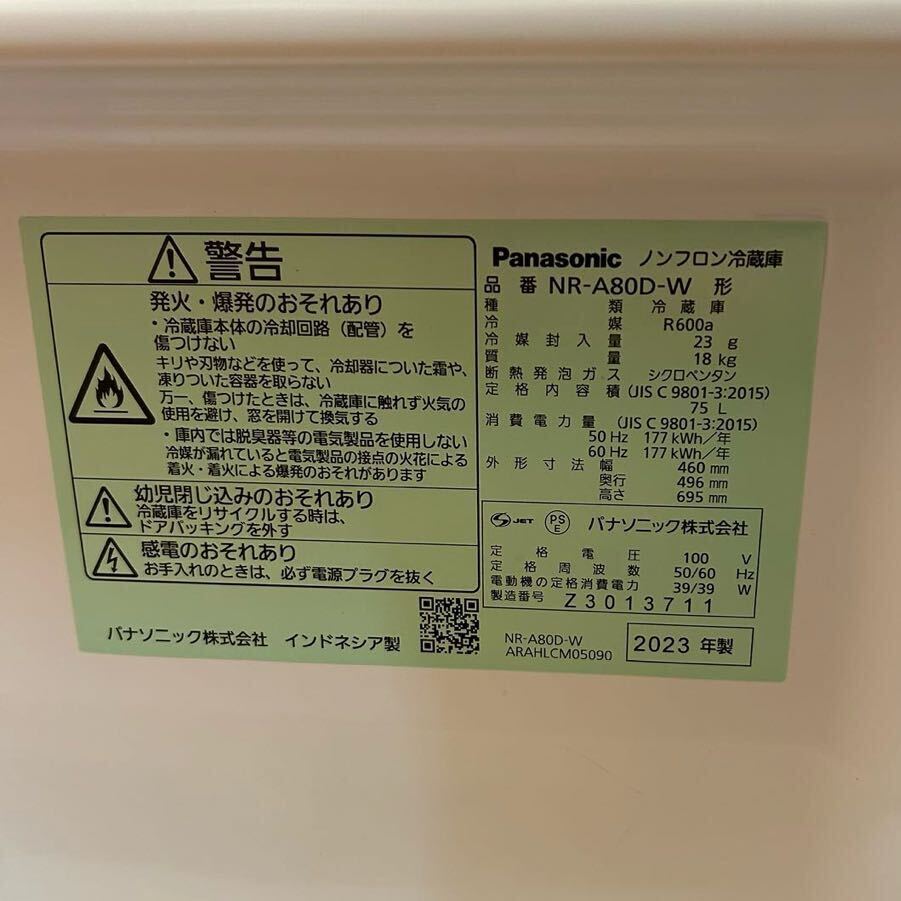 警告
発火・爆発のおそれあり
・冷蔵庫本体の冷却回路（配管）を
傷つけない
キリや刃物などを使って、冷却器についた霜や、
凍りついた容器を取らない
万一、傷つけたときは、冷蔵庫に触れず火気の
使用を避け、窓を開けて換気する
・庫内では脱臭器等の電気製品を使用しない
冷媒が漏れていると電気製品の接点の火花による
着火・着火による爆発のおそれがあります
幼児閉じ込みのおそれあり
冷蔵庫をリサイクルする時は、
ドアパッキングを外す
感電のおそれあり
お手入れのときは、必ず電源プラグを抜く
パナソニック株式会社 インドネシア製
Panasonic ノンフロン冷蔵庫
品番 NR-A80D-W 形
種類 冷蔵庫
冷媒 R600a
冷媒封入量 23 g
質量 18 kg
断熱発泡ガス シクロペンタン
定格内容積 (JIS C 9801-3:2015)
75 L
消費電力量 (JIS C 9801-3:2015)
50 Hz 177 kWh／年
60 Hz 177 kWh／年
外形寸法 幅 460 mm
奥行 496 mm
高さ 695 mm
S JET PS E パナソニック株式会社
定格電圧 100 V
定格周波数 50/60 Hz
電動機の定格消費電力 39/39 W
製造番号 Z3013711
NR-A80D-W
ARAHLCM05090
2023 年製